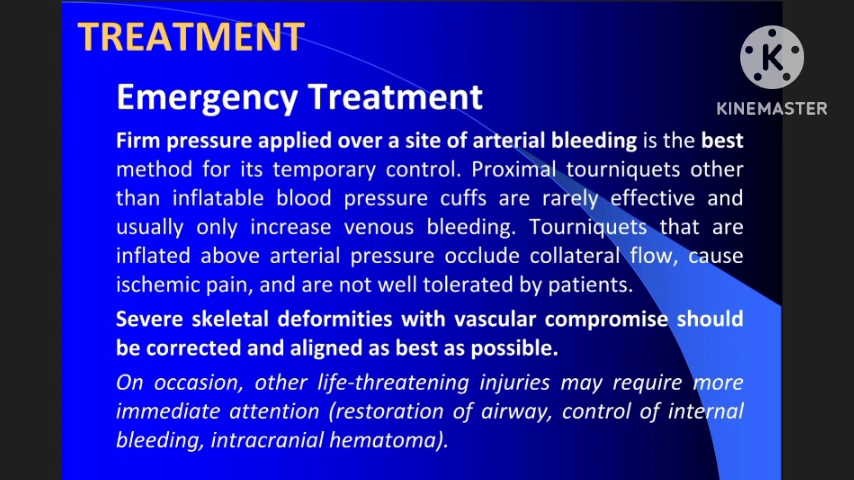 TREATMENT
KINEMASTER
Emergency Treatment
Firm pressure applied over a site of arterial bleeding is the best
method for its temporary control. Proximal tourniquets other
than inflatable blood pressure cuffs are rarely effective and
usually only increase venous bleeding. Tourniquets that are
inflated above arterial pressure occlude collateral flow, cause
ischemic pain, and are not well tolerated by patients.
Severe skeletal deformities with vascular compromise should
be corrected and aligned as best as possible.
On occasion, other life-threatening injuries may require more
immediate attention (restoration of airway, control of internal
bleeding, intracranial hematoma).